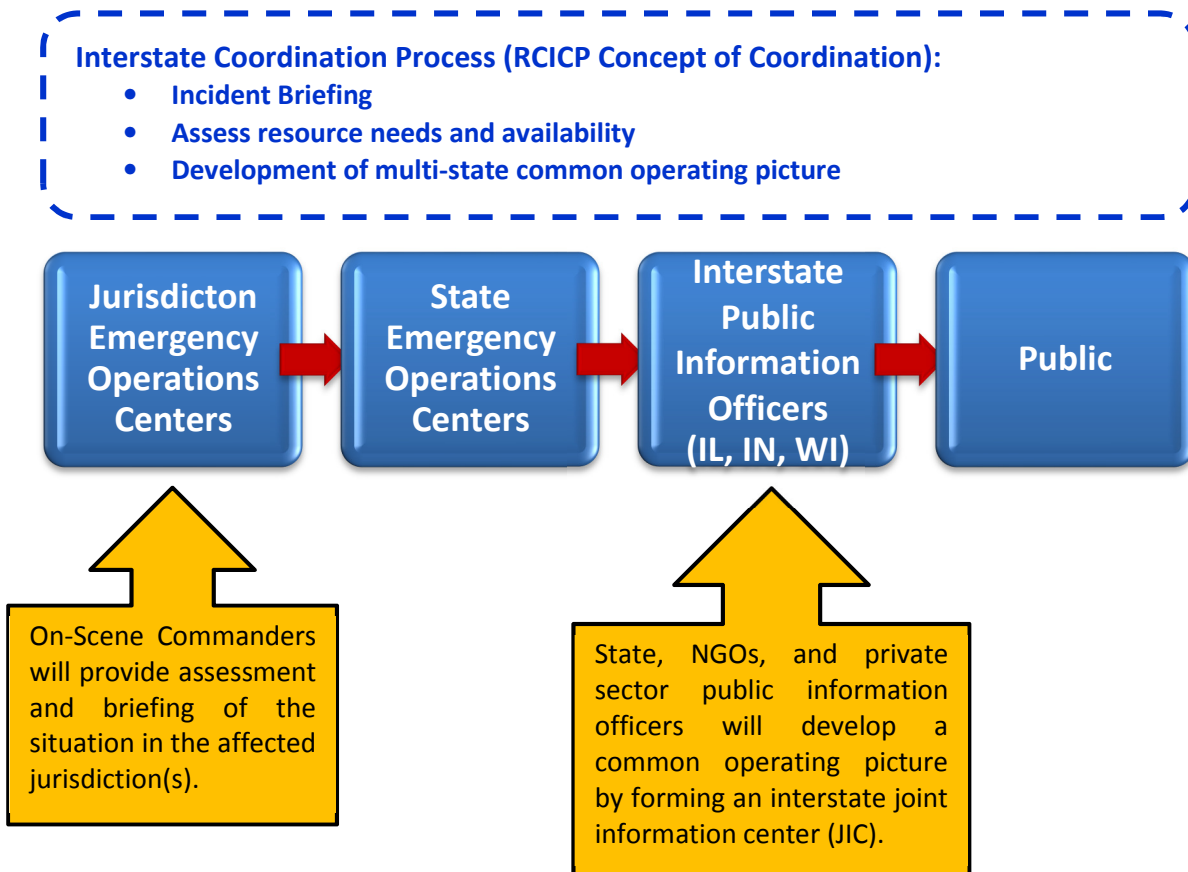 Interstate Coordination Process (RCICP Concept of Coordination):
• Incident Briefing
• Assess resource needs and availability
• Development of multi-state common operating picture
Jurisdicton
Emergency
Operations
Centers
State
Emergency
Operations
Centers
Interstate
Public
Information
Officers
(IL, IN, WI)
Public
On-Scene Commanders
will provide assessment
and briefing of the
situation in the affected
jurisdiction(s).
State, NGOs, and private
sector public information
officers will develop a
common operating picture
by forming an interstate joint
information center (JIC).